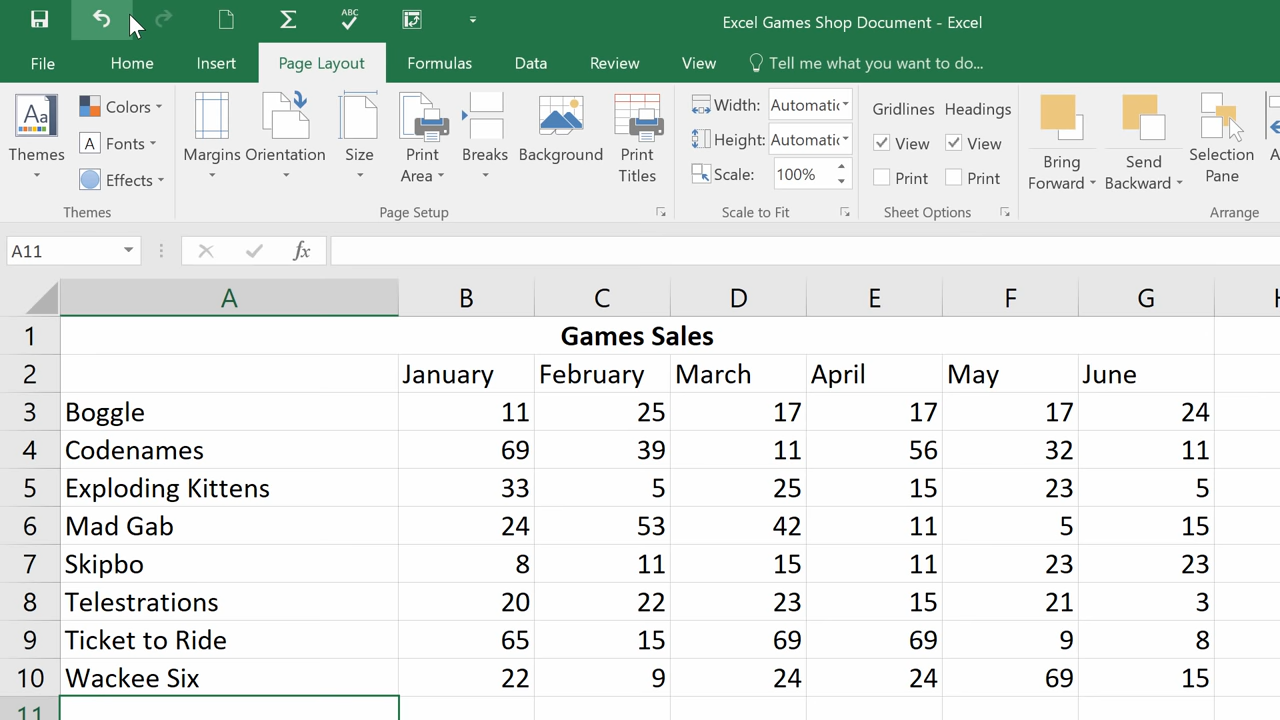 ABC
Excel Games Shop Document - Excel
File Home Insert Page Layout Formulas Data Review View Tell me what you want to do...
Aa Themes
Colors
A Fonts
Effects
Themes
Margins Orientation Size Print Area Breaks Background Print Titles
Page Setup
Width: Automatic
Height: Automatic
Scale: 100%
Scale to Fit
Gridlines Headings
View View
Print Print
Sheet Options
Bring Forward Send Backward Selection Pane
Arrange
A11 fx
A B C D E F G
1 Games Sales
2 January February March April May June
3 Boggle 11 25 17 17 17 24
4 Codenames 69 39 11 56 32 11
5 Exploding Kittens 33 5 25 15 23 5
6 Mad Gab 24 53 42 11 5 15
7 Skipbo 8 11 15 11 23 23
8 Telestrations 20 22 23 15 21 3
9 Ticket to Ride 65 15 69 69 9 8
10 Wackee Six 22 9 24 24 69 15
11